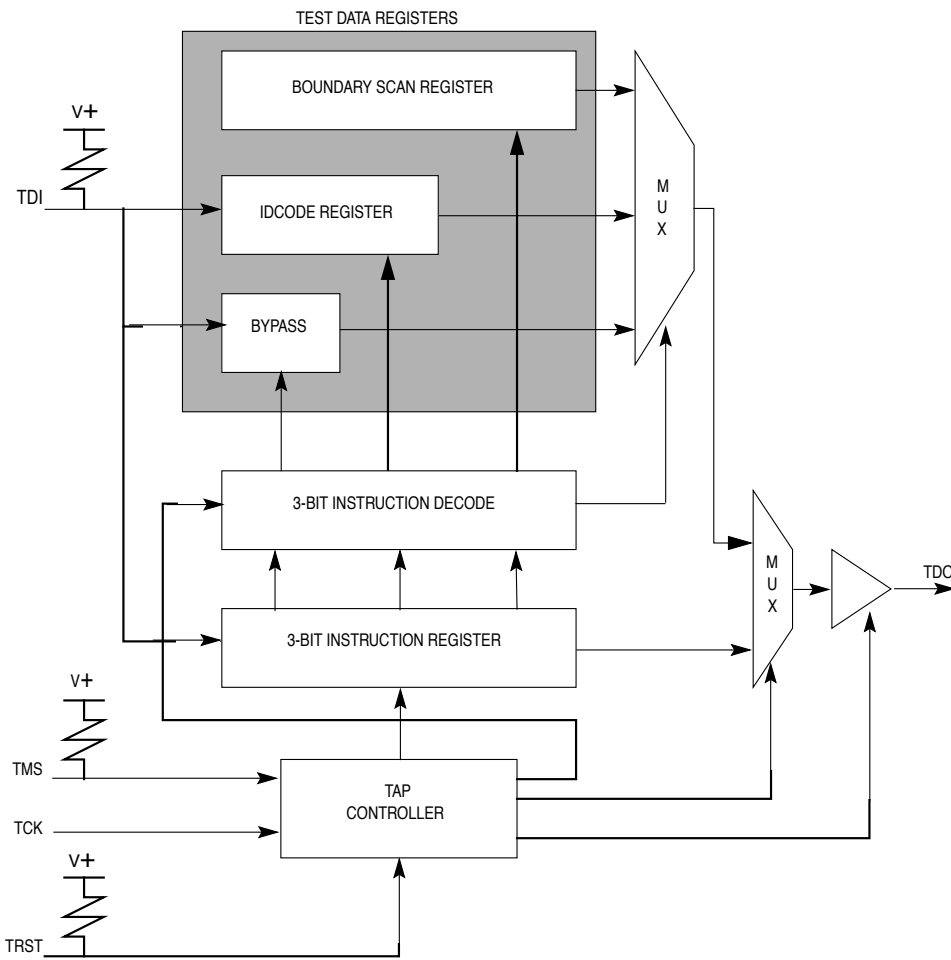 TEST DATA REGISTERS
BOUNDARY SCAN REGISTER
V+
TDI
IDCODE REGISTER
M
U
X
BYPASS
3-BIT INSTRUCTION DECODE
M
U
X
TDO
3-BIT INSTRUCTION REGISTER
V+
TMS
TAP
CONTROLLER
TCK
V+
TRST